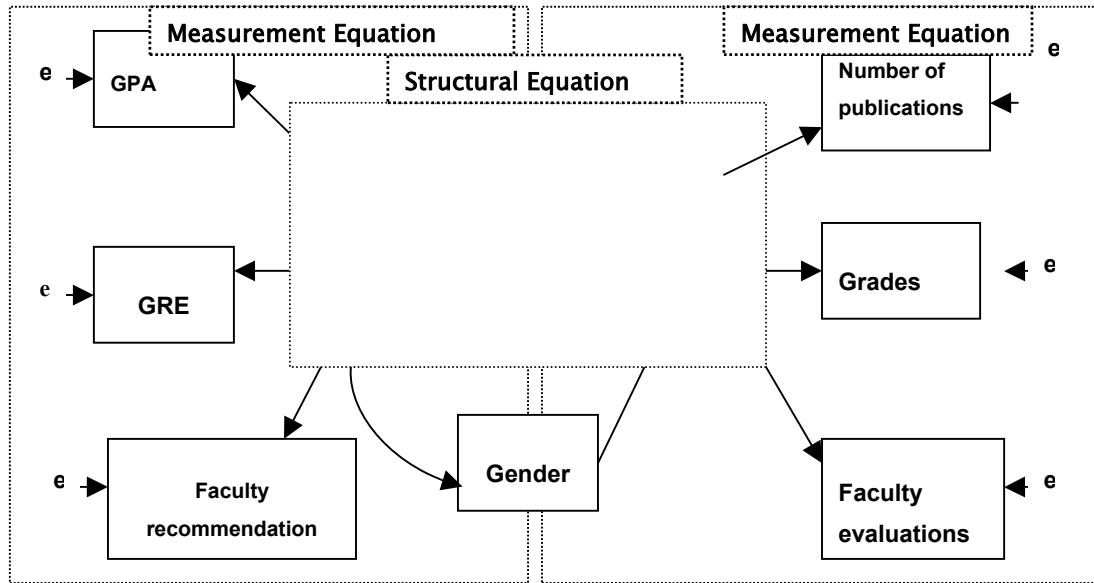 Measurement Equation
Measurement Equation
e
GPA
Structural Equation
Number of
publications
e
e
GRE
Grades
e
e
Faculty
recommendation
Gender
Faculty
evaluations
e